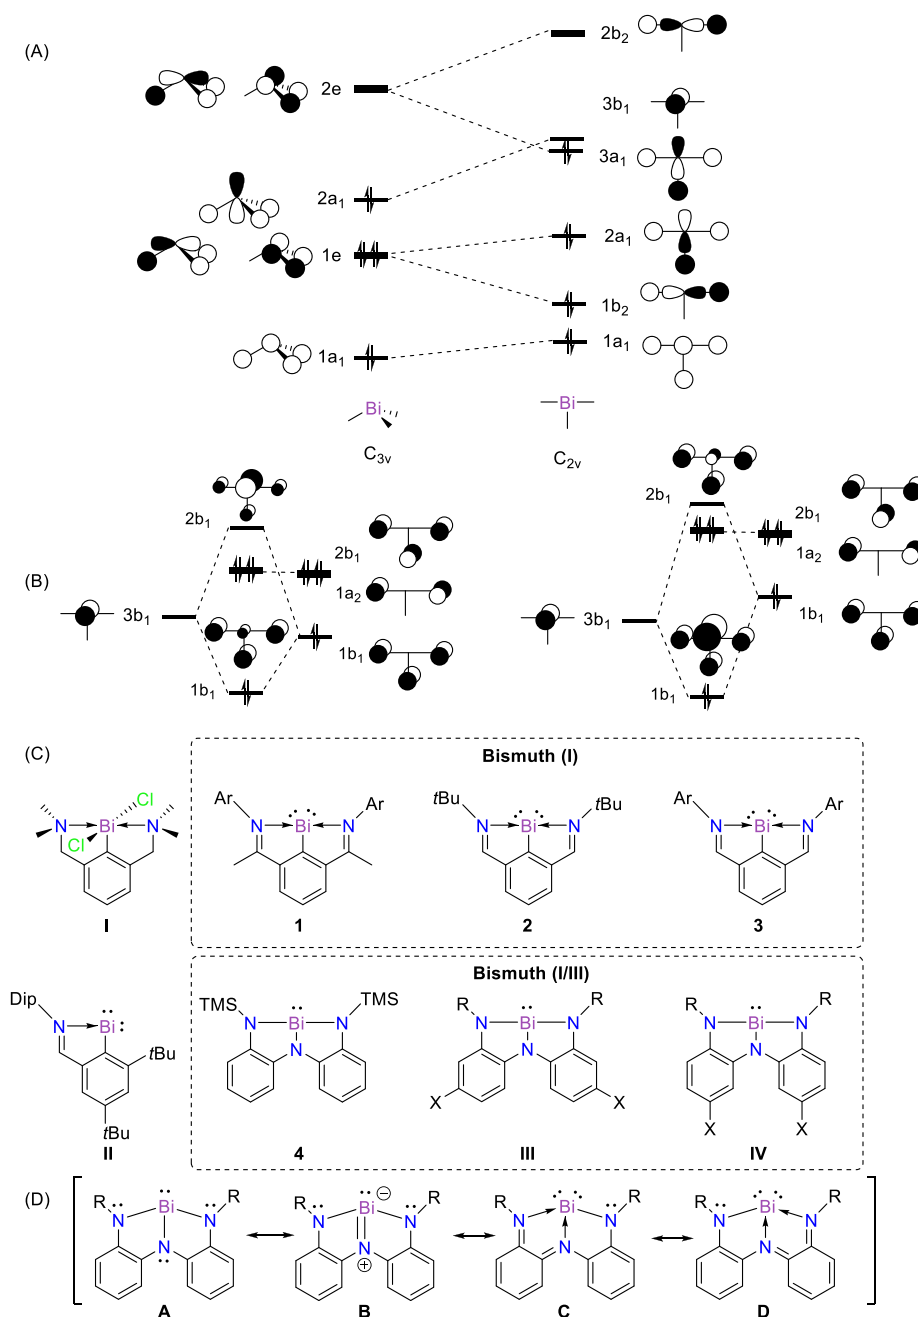 (A)
2b₂
2e
3b₁
3a₁
2a₁
2a₁
1e
1b₂
1a₁
1a₁
Bi
Bi
C₃ᵥ
C₂ᵥ
2b₁
2b₁
2b₁
2b₁
(B)
1a₂
1a₂
3b₁
3b₁
1b₁
1b₁
1b₁
1b₁
(C)
Bismuth (I)
Cl
N
Bi
N
Cl
I
Ar
Ar
N
Bi
N
1
tBu
tBu
N
Bi
N
2
Ar
Ar
N
Bi
N
3
Bismuth (I/III)
Dip
N
Bi
tBu
tBu
II
TMS
TMS
N
Bi
N
N
4
R
R
N
Bi
N
N
X
X
III
R
R
N
Bi
N
N
X
X
IV
(D)
R
R
N
Bi
N
N
A
R
R
N
Bi
⊖
N
N
⊕
B
R
R
N
Bi
N
N
C
R
R
N
Bi
N
N
D